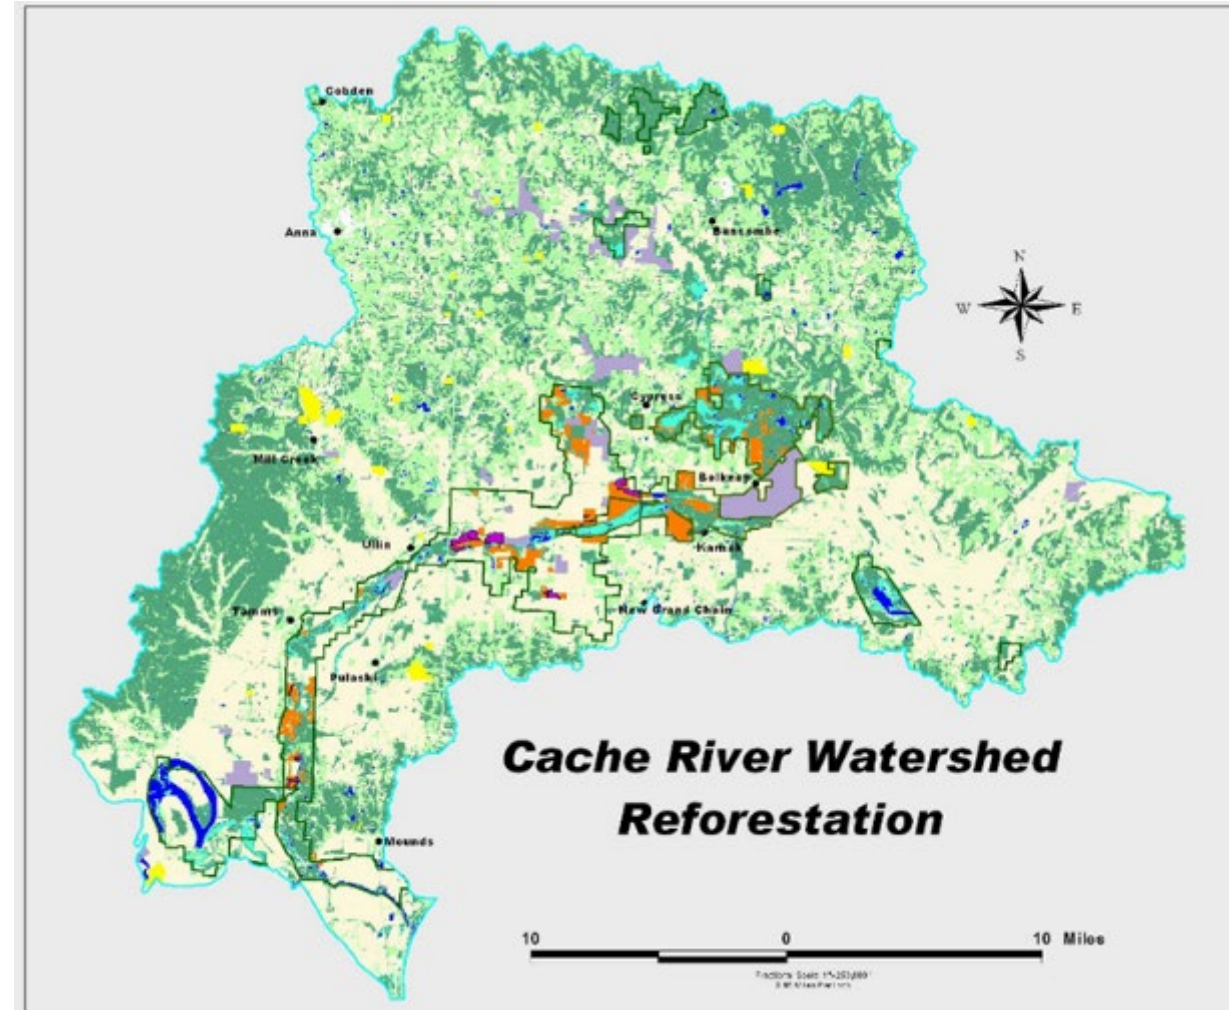 Cobden
Anna
Buncombe
N
W E
S
Cypress
Mill Creek
Belknap
Ullin
Karnak
Tamms
New Grand Chain
Pulaski
Cache River Watershed
Reforestation
Mounds
10 0 10 Miles